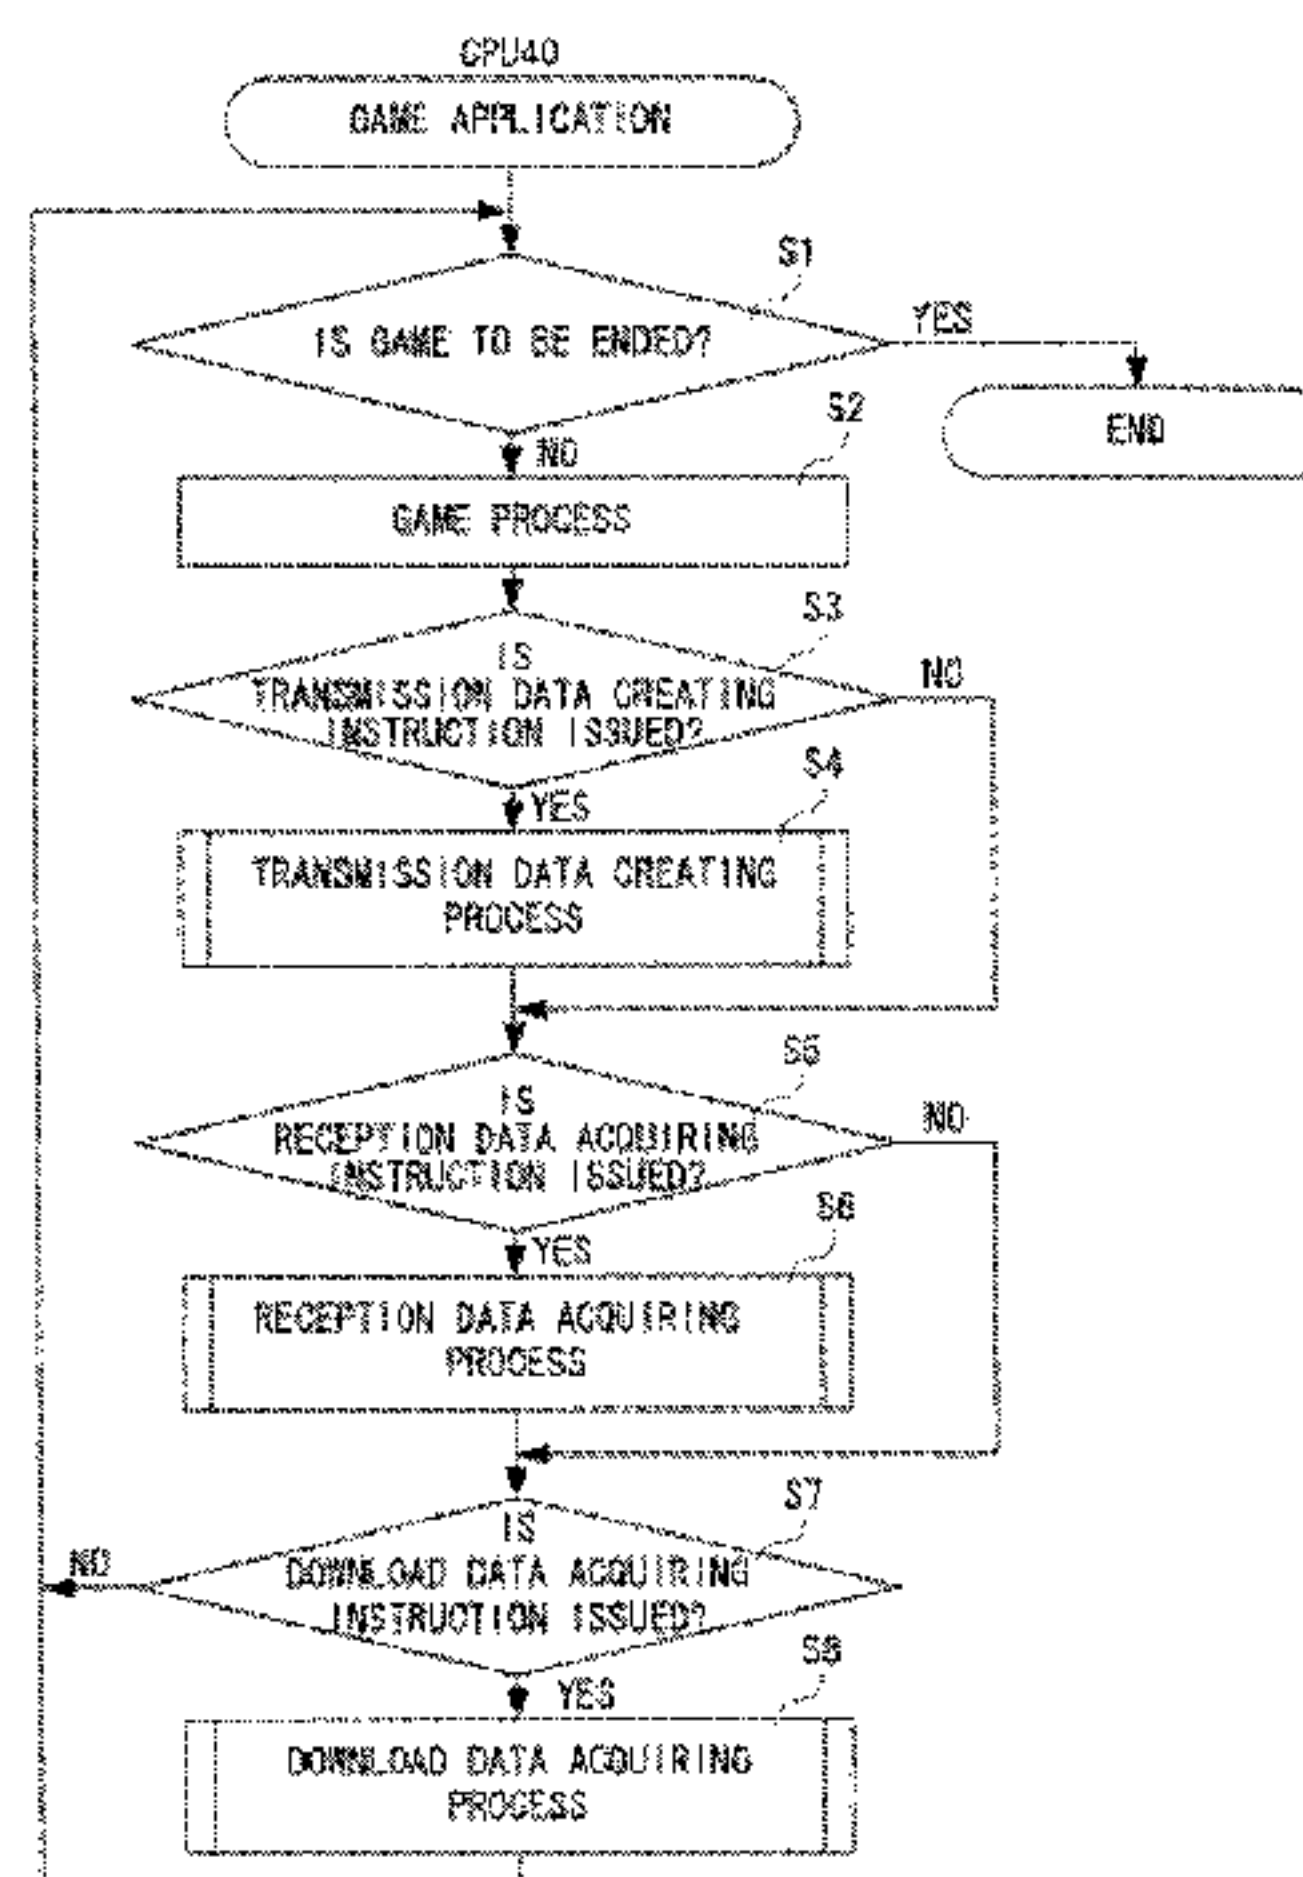 CPU40
GAME APPLICATION
S1
IS GAME TO BE ENDED?
YES
S2
END
NO
GAME PROCESS
S3
IS
TRANSMISSION DATA CREATING
INSTRUCTION ISSUED?
NO
S4
YES
TRANSMISSION DATA CREATING
PROCESS
S5
IS
RECEPTION DATA ACQUIRING
INSTRUCTION ISSUED?
NO
S6
YES
RECEPTION DATA ACQUIRING
PROCESS
S7
IS
DOWNLOAD DATA ACQUIRING
INSTRUCTION ISSUED?
NO
S8
YES
DOWNLOAD DATA ACQUIRING
PROCESS